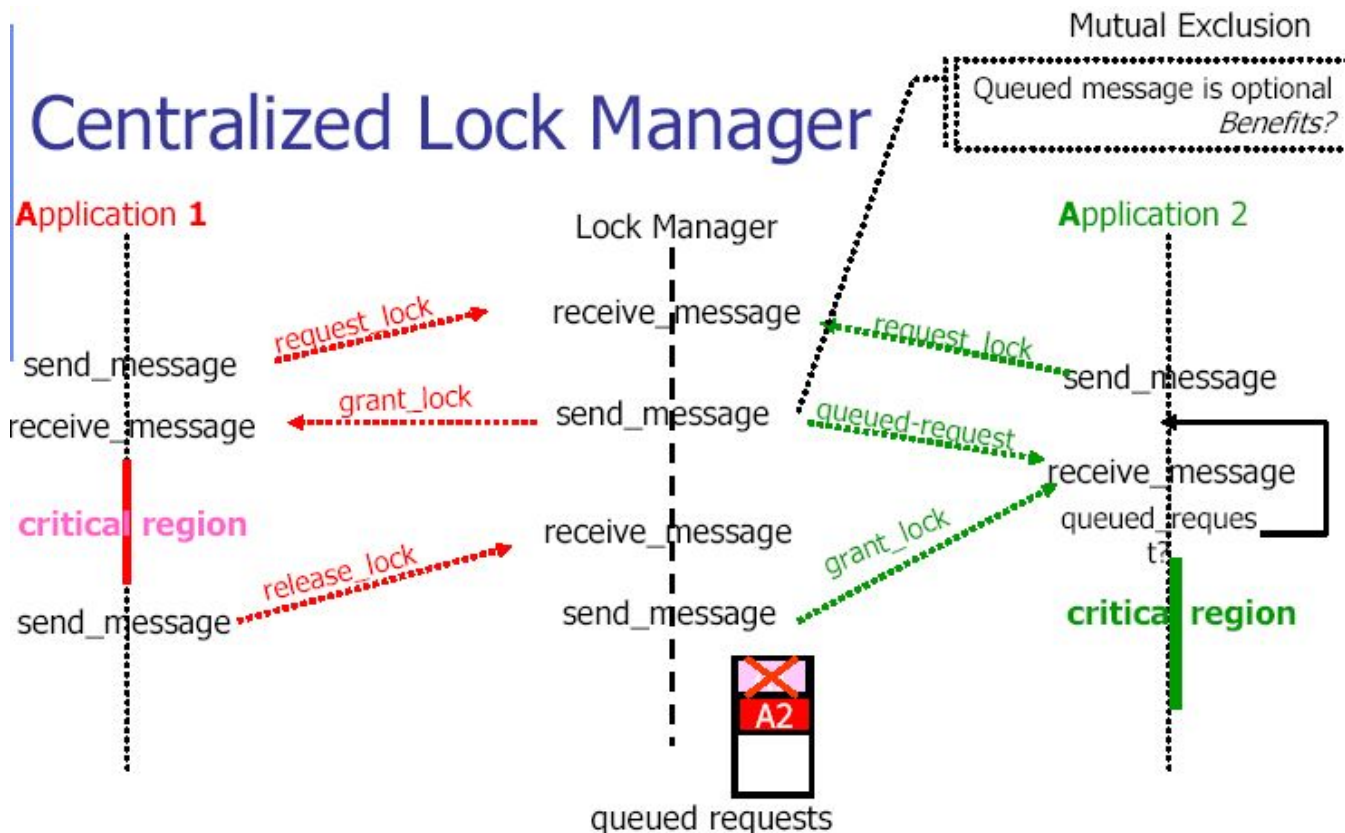 Mutual Exclusion
Queued message is optional
Benefits?
Centralized Lock Manager
Application 1
Lock Manager
Application 2
request_lock
receive_message
request_lock
send_message
send_message
grant_lock
send_message
queued-request
receive_message
receive_message
critical region
receive_message
queued_reques
t?
grant_lock
release_lock
send_message
send_message
critical region
A2
queued requests